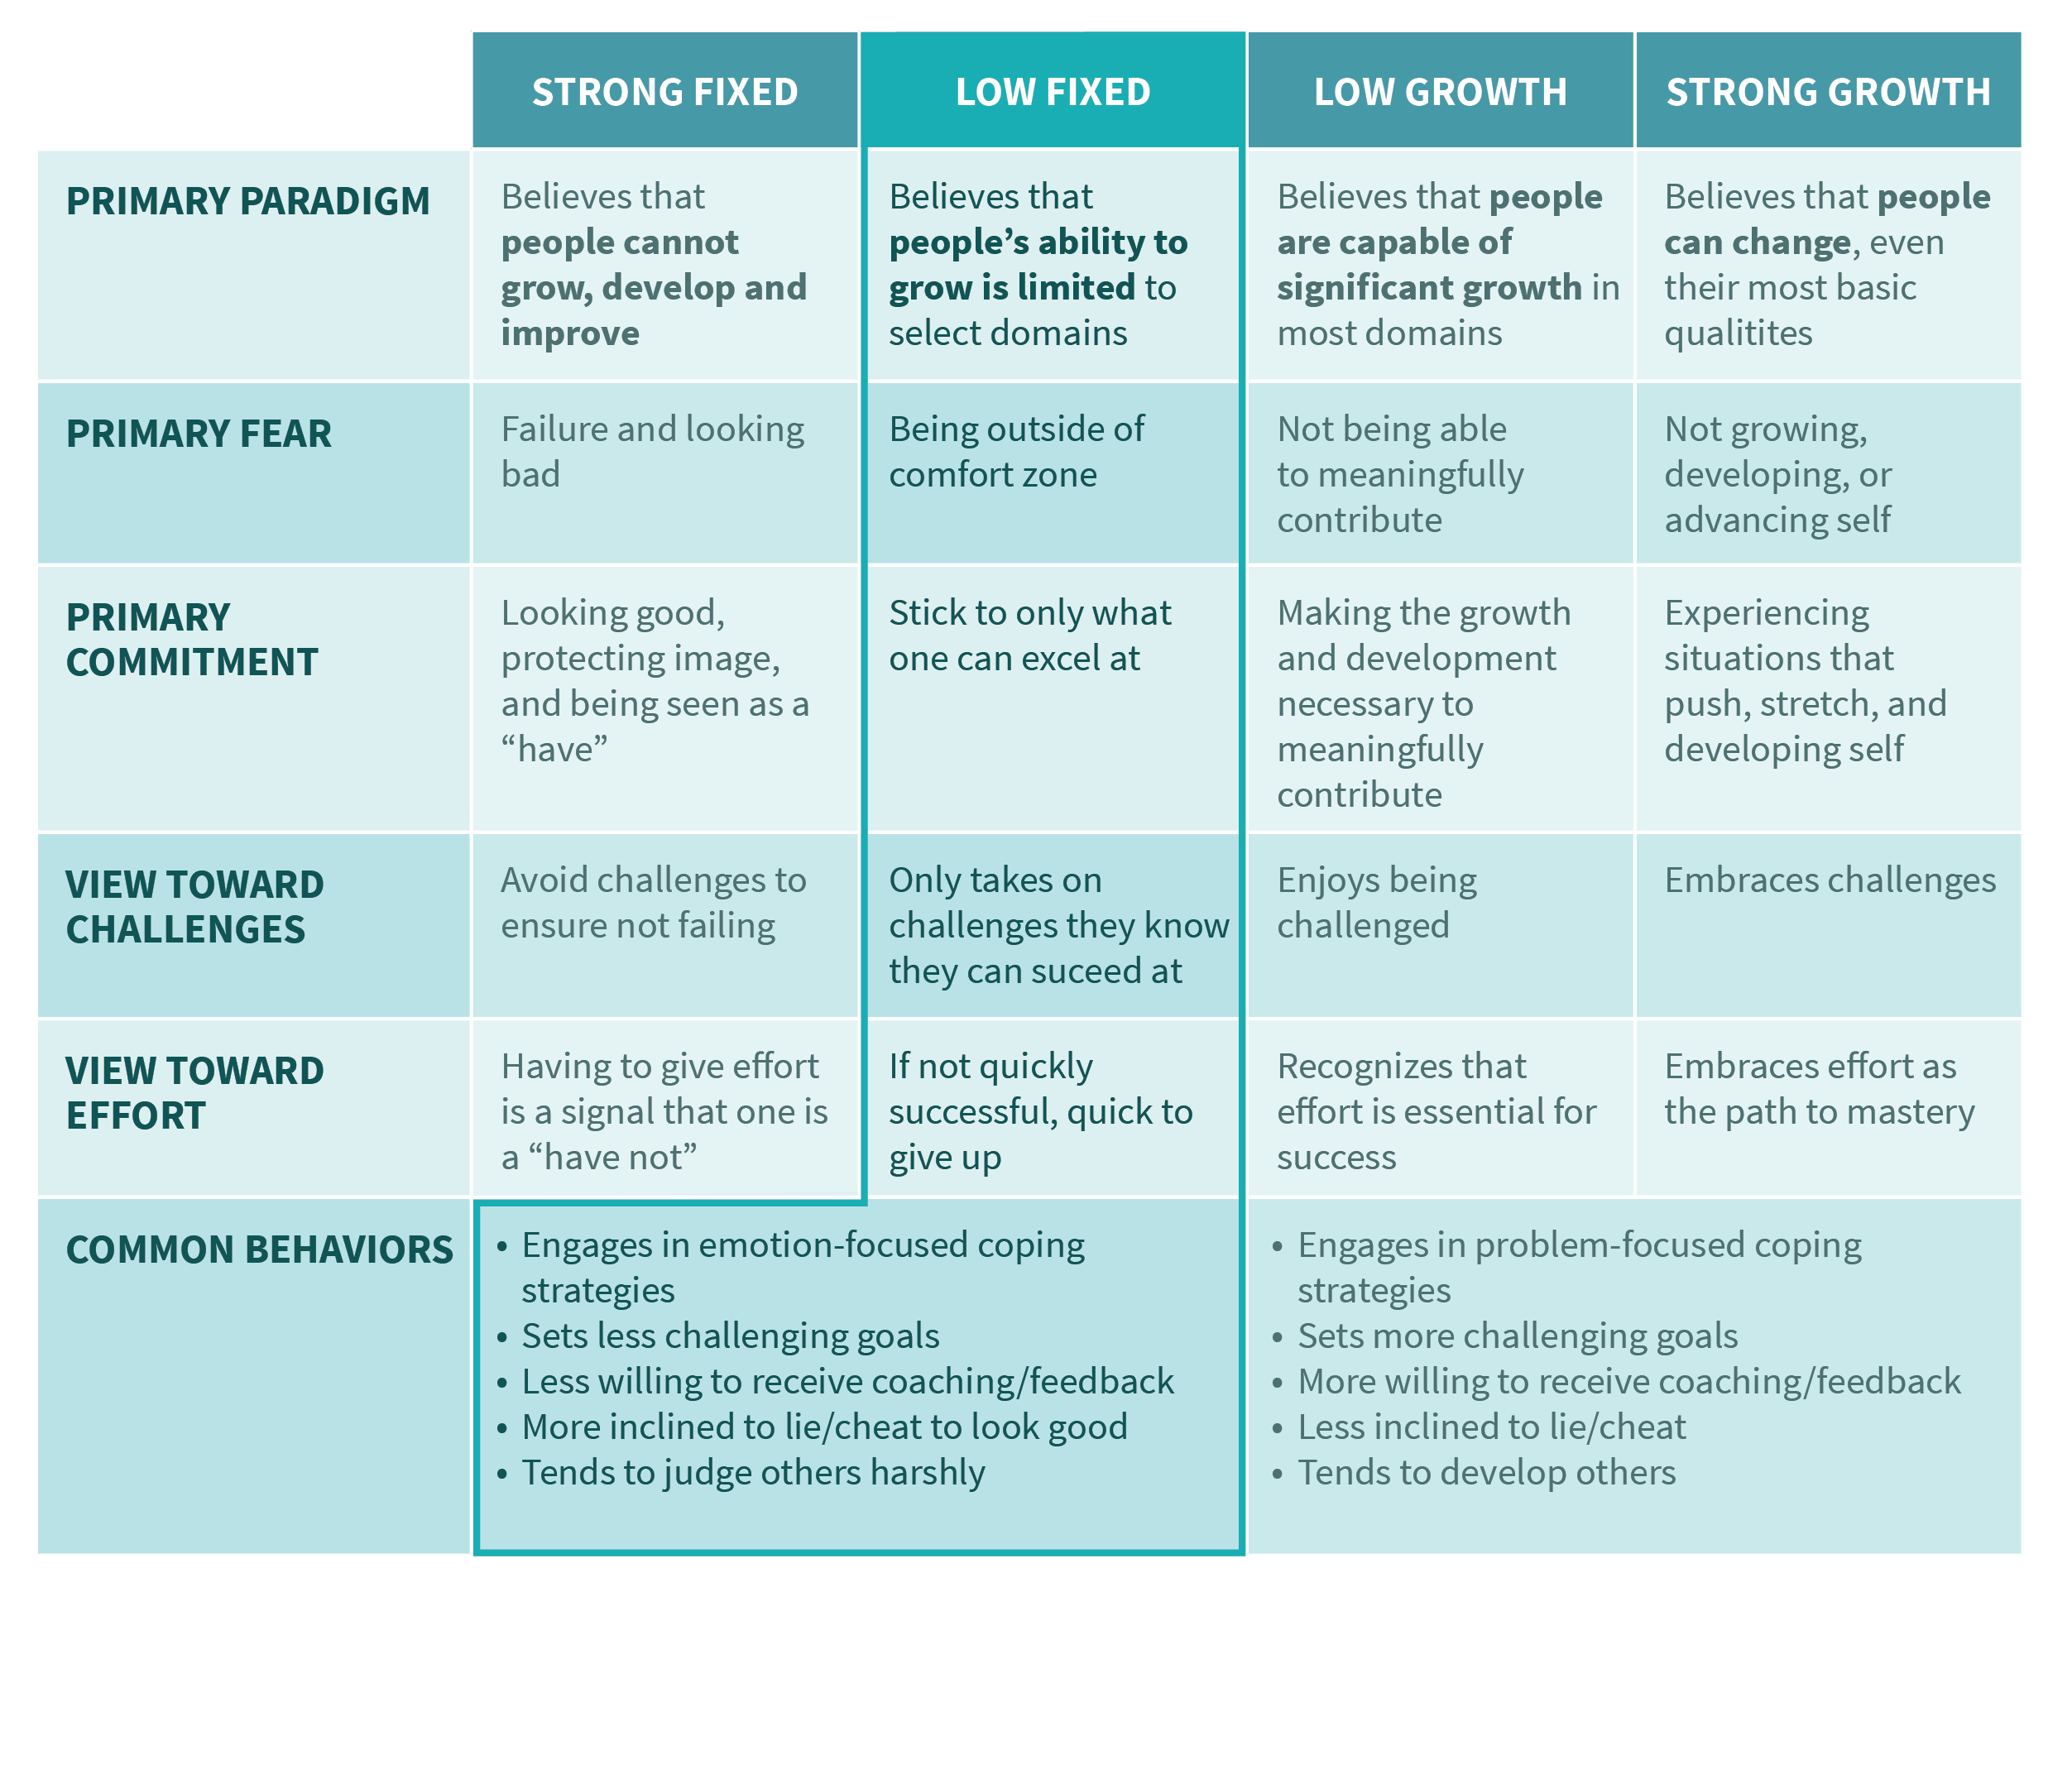 STRONG FIXED
LOW FIXED
LOW GROWTH
STRONG GROWTH
PRIMARY PARADIGM
Believes that
people cannot
grow, develop and
improve
Believes that
people’s ability to
grow is limited to
select domains
Believes that people
are capable of
significant growth in
most domains
Believes that people
can change, even
their most basic
qualitites
PRIMARY FEAR
Failure and looking
bad
Being outside of
comfort zone
Not being able
to meaningfully
contribute
Not growing,
developing, or
advancing self
PRIMARY
COMMITMENT
Looking good,
protecting image,
and being seen as a
“have”
Stick to only what
one can excel at
Making the growth
and development
necessary to
meaningfully
contribute
Experiencing
situations that
push, stretch, and
developing self
VIEW TOWARD
CHALLENGES
Avoid challenges to
ensure not failing
Only takes on
challenges they know
they can suceed at
Enjoys being
challenged
Embraces challenges
VIEW TOWARD
EFFORT
Having to give effort
is a signal that one is
a “have not”
If not quickly
successful, quick to
give up
Recognizes that
effort is essential for
success
Embraces effort as
the path to mastery
COMMON BEHAVIORS
• Engages in emotion-focused coping
strategies
• Sets less challenging goals
• Less willing to receive coaching/feedback
• More inclined to lie/cheat to look good
• Tends to judge others harshly
• Engages in problem-focused coping
strategies
• Sets more challenging goals
• More willing to receive coaching/feedback
• Less inclined to lie/cheat
• Tends to develop others